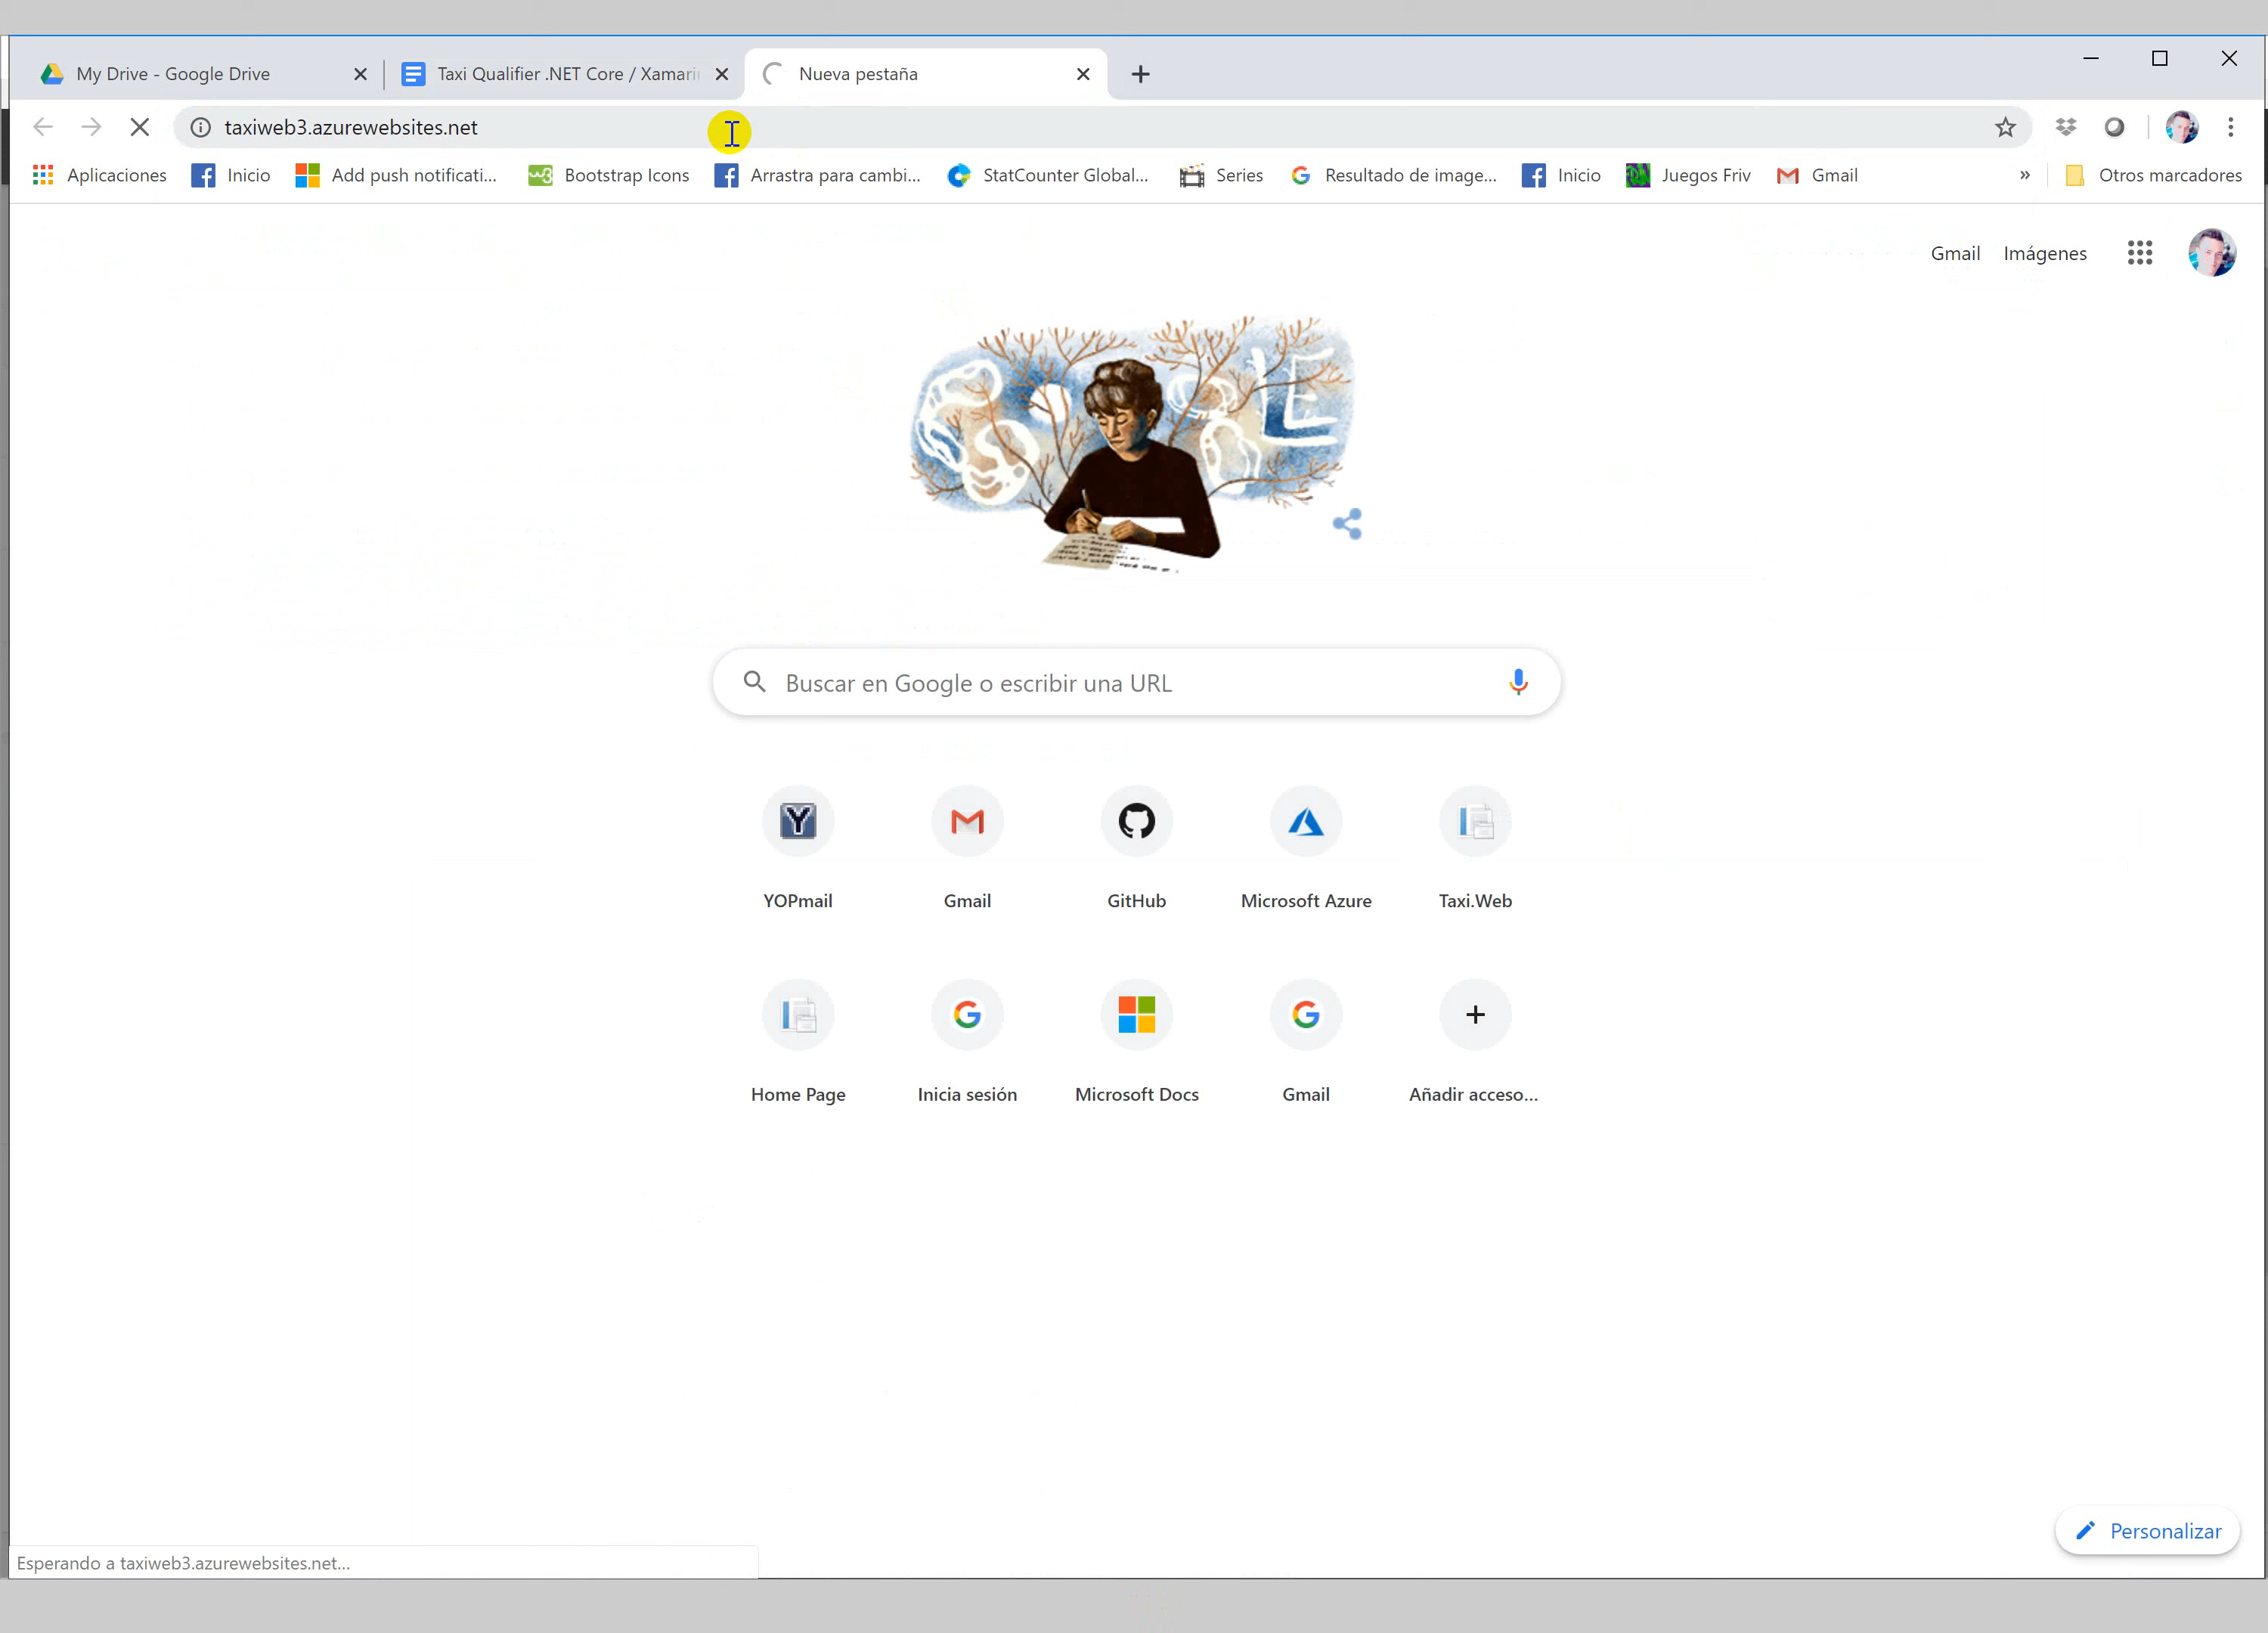 My Drive - Google Drive
Taxi Qualifier .NET Core / Xamarin
Nueva pestaña
taxiweb3.azurewebsites.net
Aplicaciones
Inicio
Add push notificati...
Bootstrap Icons
Arrastra para cambi...
StatCounter Global...
Series
Resultado de image...
Inicio
Juegos Friv
Gmail
»
Otros marcadores
Gmail
Imágenes
Buscar en Google o escribir una URL
YOPmail
Gmail
GitHub
Microsoft Azure
Taxi.Web
Home Page
Inicia sesión
Microsoft Docs
Gmail
Añadir acceso...
Personalizar
Esperando a taxiweb3.azurewebsites.net...